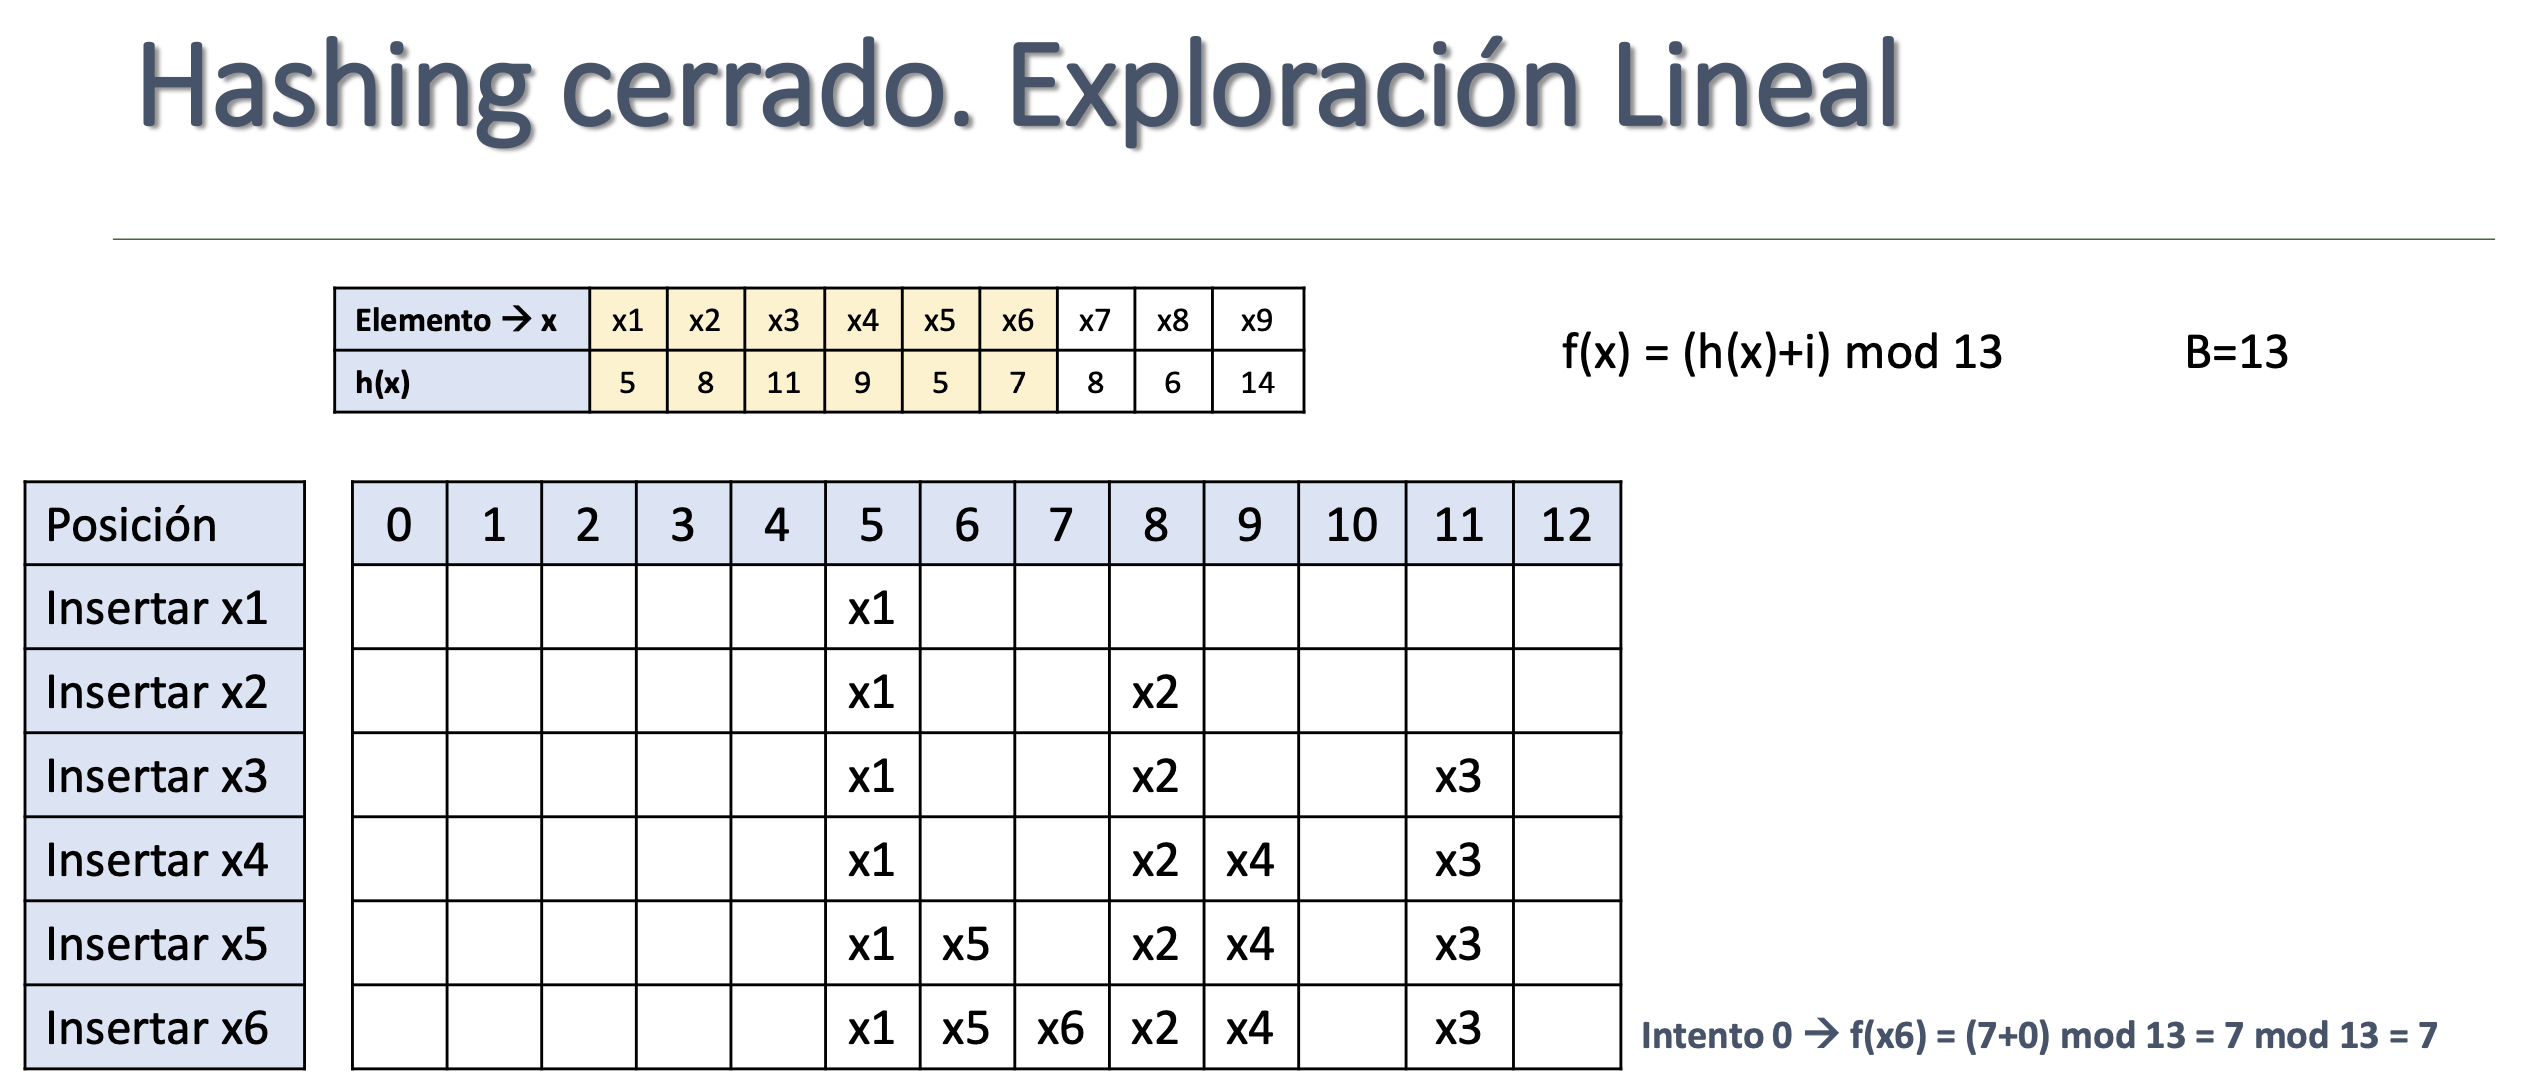 Hashing cerrado. Exploración Lineal
Elemento → x x1 x2 x3 x4 x5 x6 x7 x8 x9
h(x) 5 8 11 9 5 7 8 6 14
f(x) = (h(x)+i) mod 13 B=13
Posición 0 1 2 3 4 5 6 7 8 9 10 11 12
Insertar x1 x1
Insertar x2 x1 x2
Insertar x3 x1 x2 x3
Insertar x4 x1 x2 x4 x3
Insertar x5 x1 x5 x2 x4 x3
Insertar x6 x1 x5 x6 x2 x4 x3 Intento 0 → f(x6) = (7+0) mod 13 = 7 mod 13 = 7